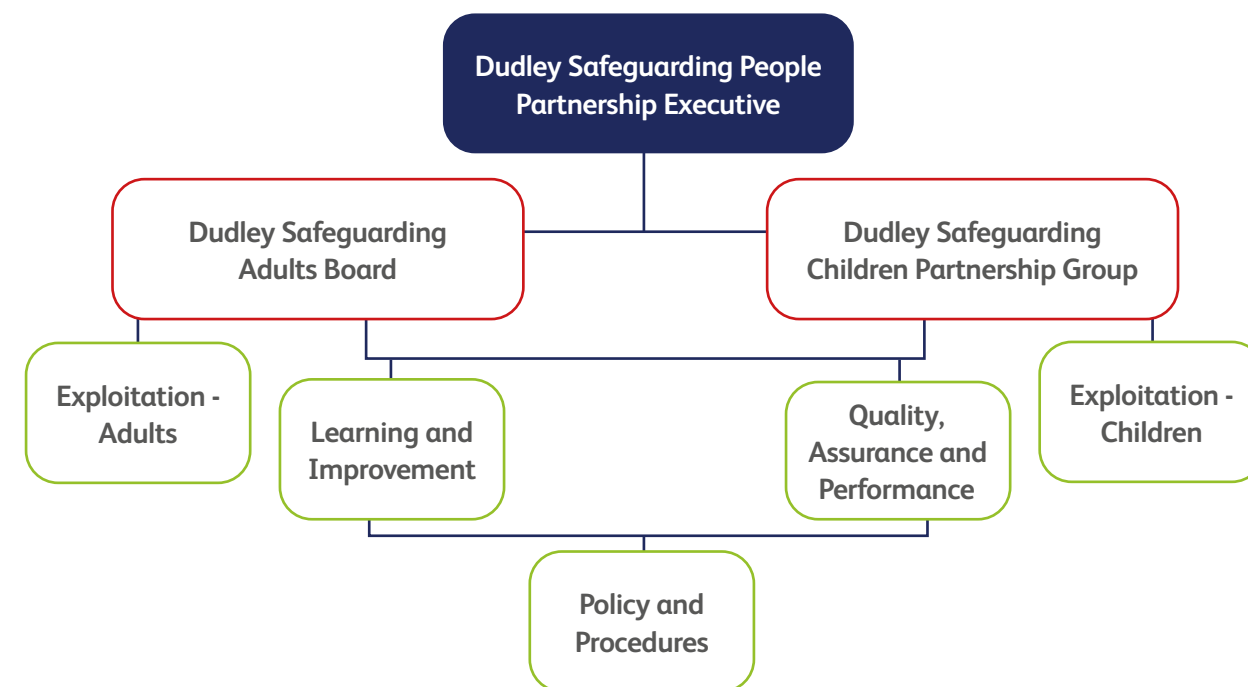 Dudley Safeguarding People
Partnership Executive
Dudley Safeguarding
Adults Board
Dudley Safeguarding
Children Partnership Group
Exploitation -
Adults
Learning and
Improvement
Quality,
Assurance and
Performance
Exploitation -
Children
Policy and
Procedures